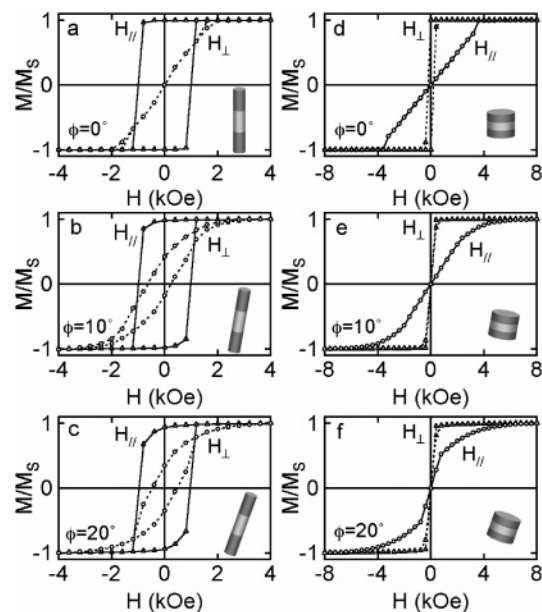 a
H//
H⊥
M/MS
1
0
-1
ϕ=0°
-4 -2 0 2 4
H (kOe)
d
H⊥
H//
M/MS
1
0
-1
ϕ=0°
-8 -4 0 4 8
H (kOe)
b
H//
H⊥
M/MS
1
0
-1
ϕ=10°
-4 -2 0 2 4
H (kOe)
e
H⊥
H//
M/MS
1
0
-1
ϕ=10°
-8 -4 0 4 8
H (kOe)
c
H//
H⊥
M/MS
1
0
-1
ϕ=20°
-4 -2 0 2 4
H (kOe)
f
H⊥
H//
M/MS
1
0
-1
ϕ=20°
-8 -4 0 4 8
H (kOe)